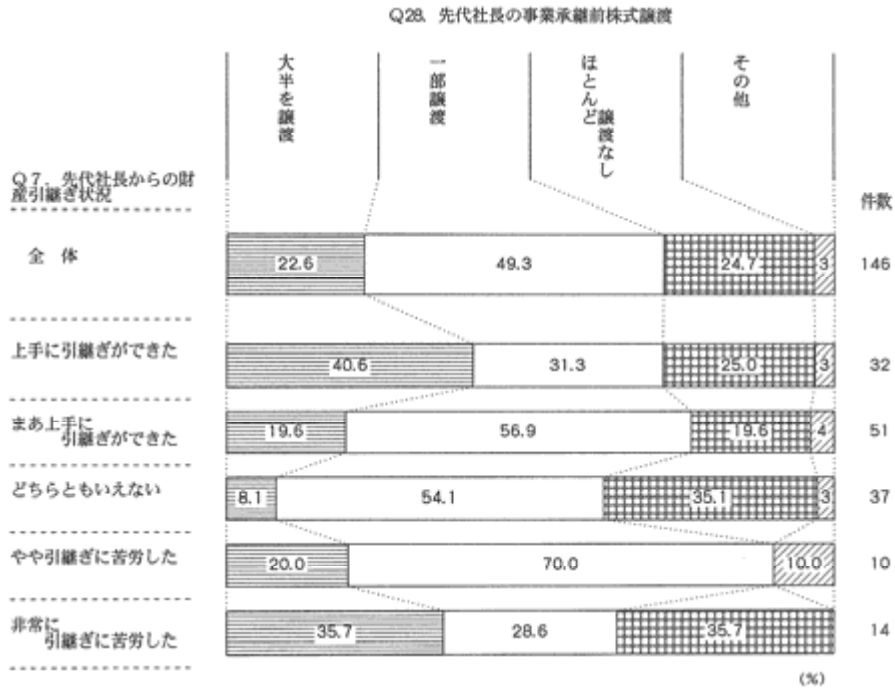 Q28. 先代社長の事業承継前株式譲渡
大半を譲渡
一部譲渡
ほとんど
譲渡なし
その他
Q7. 先代社長からの財
産引継ぎ状況
件数
全 体
22.6 49.3 24.7 3 146
上手に引継ぎができた
40.6 31.3 25.0 3 32
まあ上手に
引継ぎができた
19.6 56.9 19.6 4 51
どちらともいえない
8.1 54.1 35.1 3 37
やや引継ぎに苦労した
20.0 70.0 10.0 10
非常に
引継ぎに苦労した
35.7 28.6 35.7 14
(%)